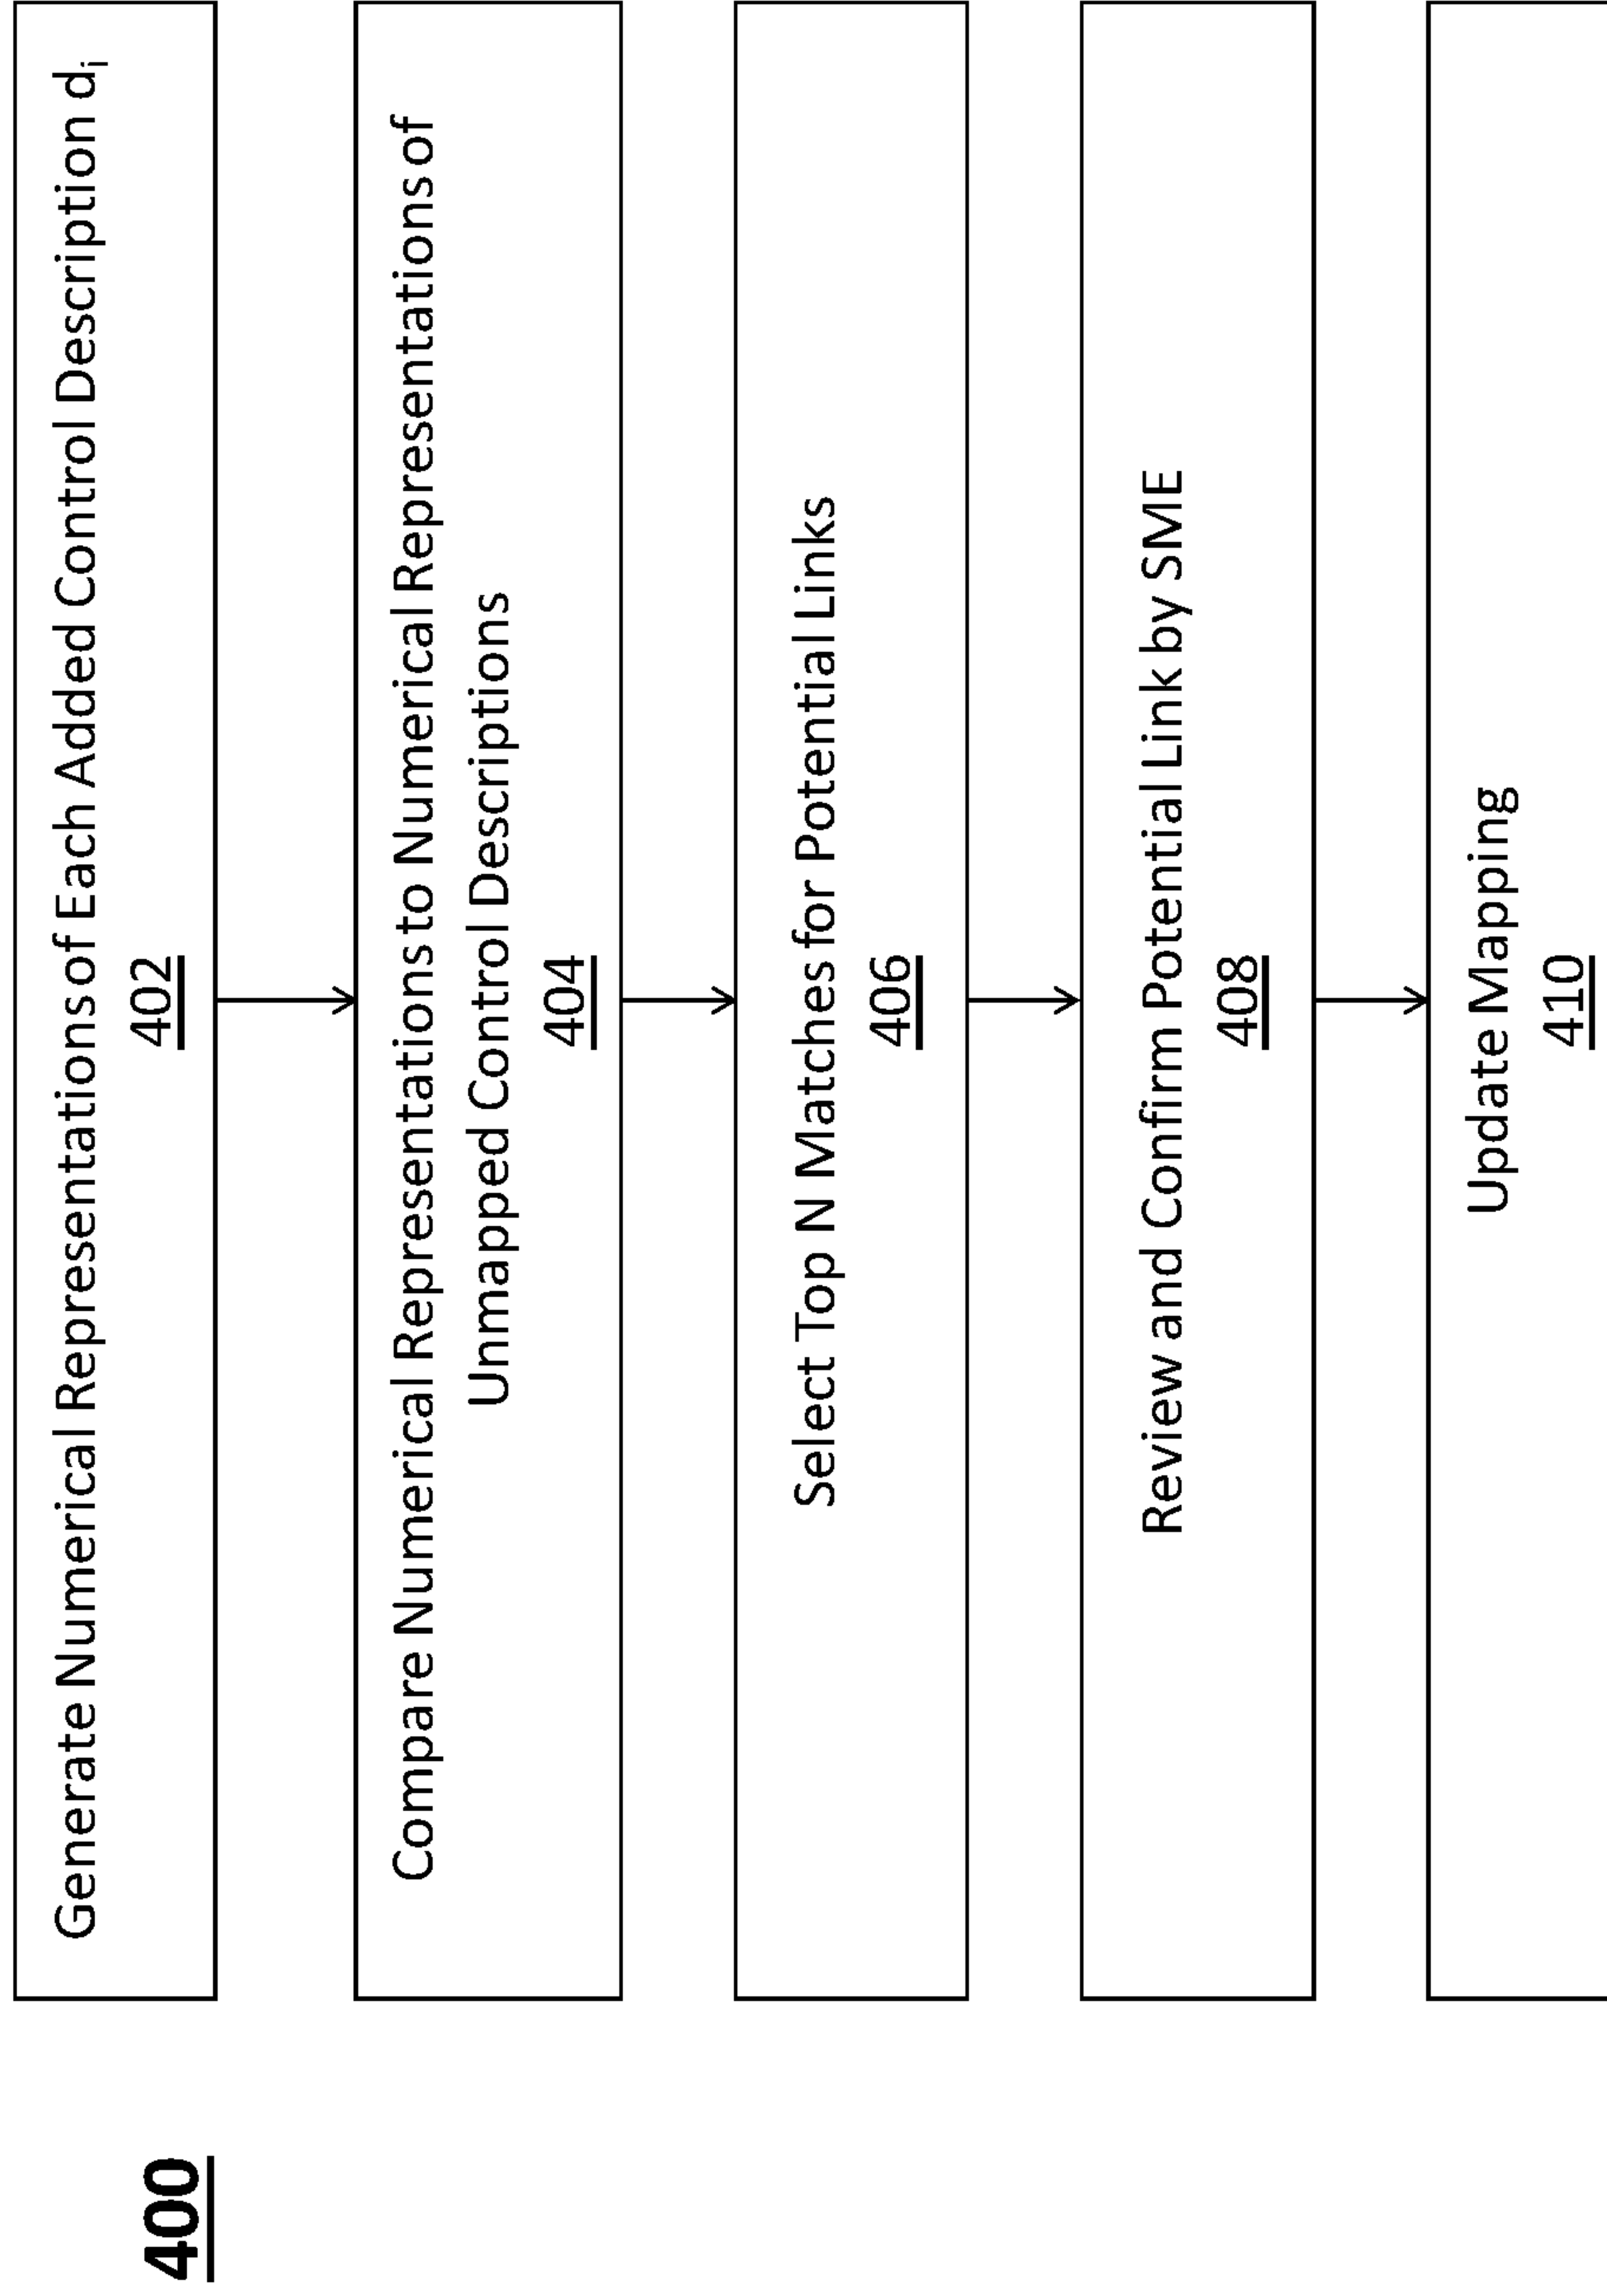 400
Generate Numerical Representations of Each Added Control Description dᵢ
402
Compare Numerical Representations to Numerical Representations of
Unmapped Control Descriptions
404
Select Top N Matches for Potential Links
406
Review and Confirm Potential Link by SME
408
Update Mapping
410